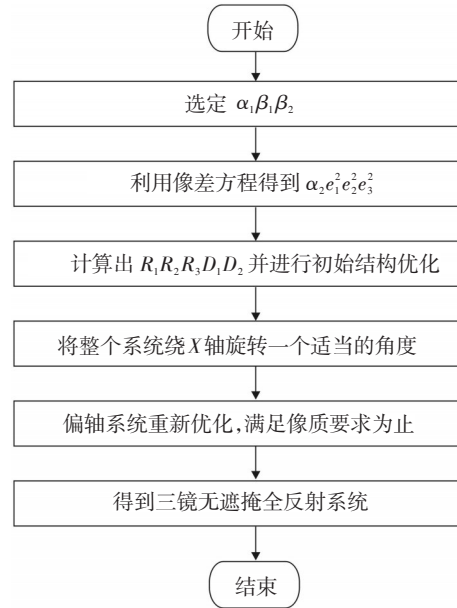 开始
选定 α₁β₁β₂
利用像差方程得到 α₂e₁²e₂²e₃²
计算出 R₁R₂R₃D₁D₂ 并进行初始结构优化
将整个系统绕X轴旋转一个适当的角度
偏轴系统重新优化,满足像质要求为止
得到三镜无遮掩全反射系统
结束